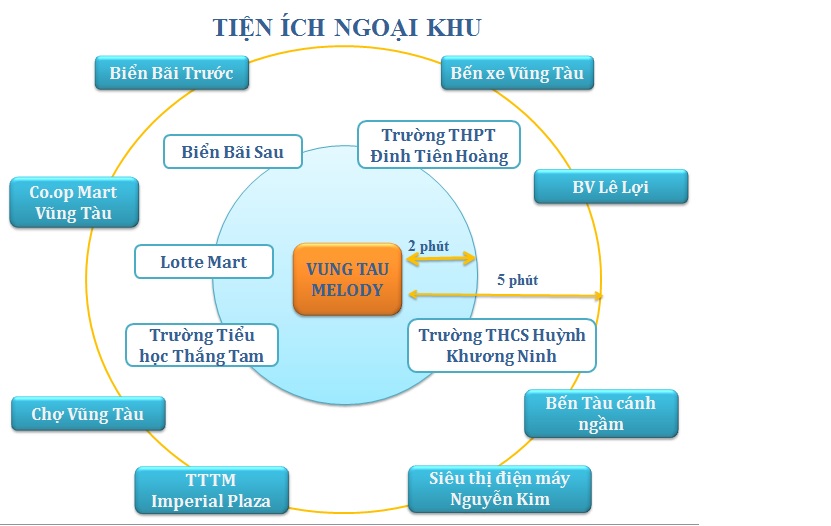 TIỆN ÍCH NGOẠI KHU
Biển Bãi Trước
Bến xe Vũng Tàu
Trường THPT
Đinh Tiên Hoàng
Biển Bãi Sau
Co.op Mart
Vũng Tàu
BV Lê Lợi
Lotte Mart
VUNG TAU
MELODY
2 phút
5 phút
Trường Tiểu
học Thắng Tam
Trường THCS Huỳnh
Khương Ninh
Chợ Vũng Tàu
Bến Tàu cánh
ngầm
TTTM
Imperial Plaza
Siêu thị điện máy
Nguyễn Kim